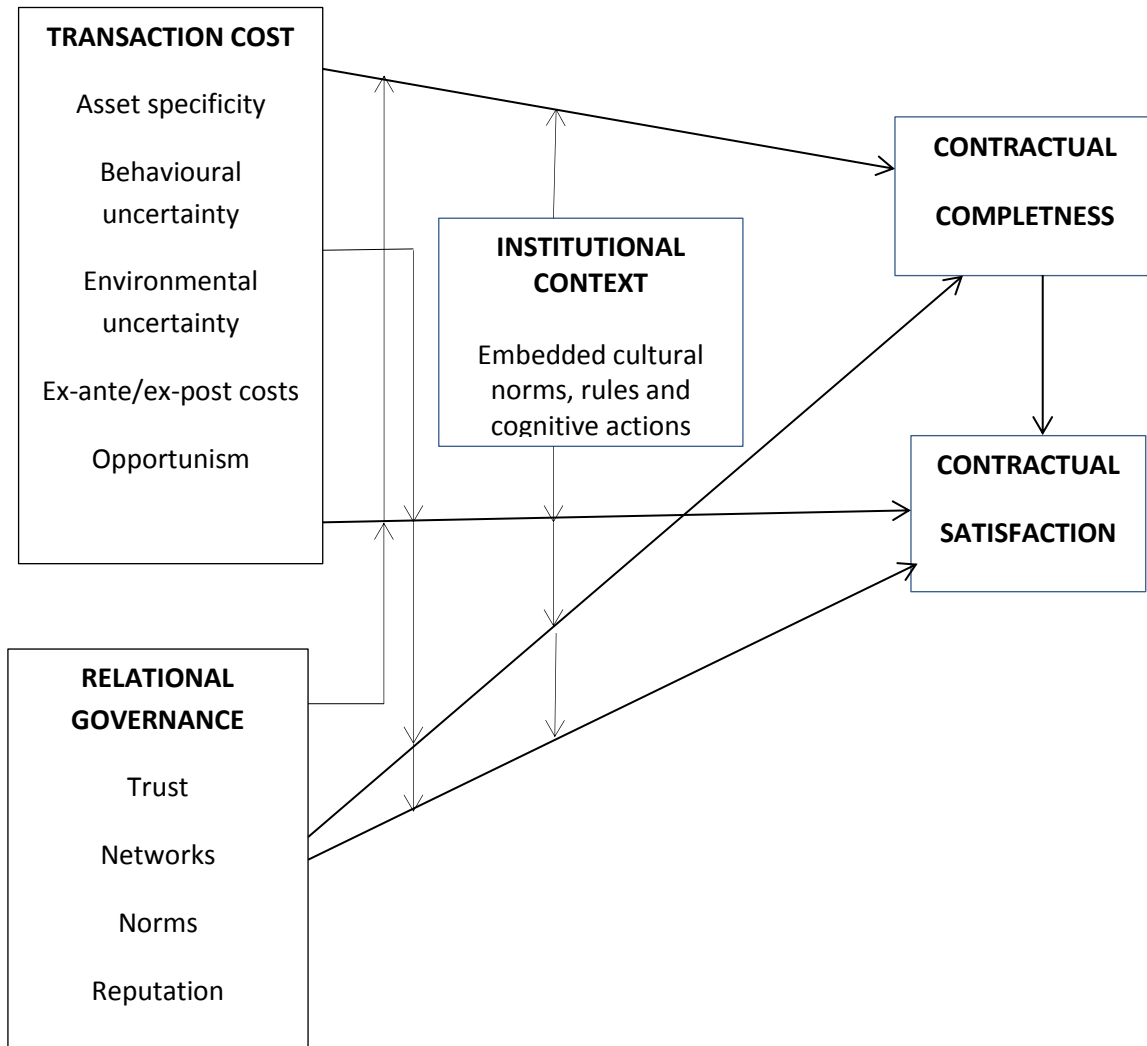 TRANSACTION COST
Asset specificity
Behavioural
uncertainty
Environmental
uncertainty
Ex-ante/ex-post costs
Opportunism
INSTITUTIONAL
CONTEXT
Embedded cultural
norms, rules and
cognitive actions
CONTRACTUAL
COMPLETNESS
CONTRACTUAL
SATISFACTION
RELATIONAL
GOVERNANCE
Trust
Networks
Norms
Reputation